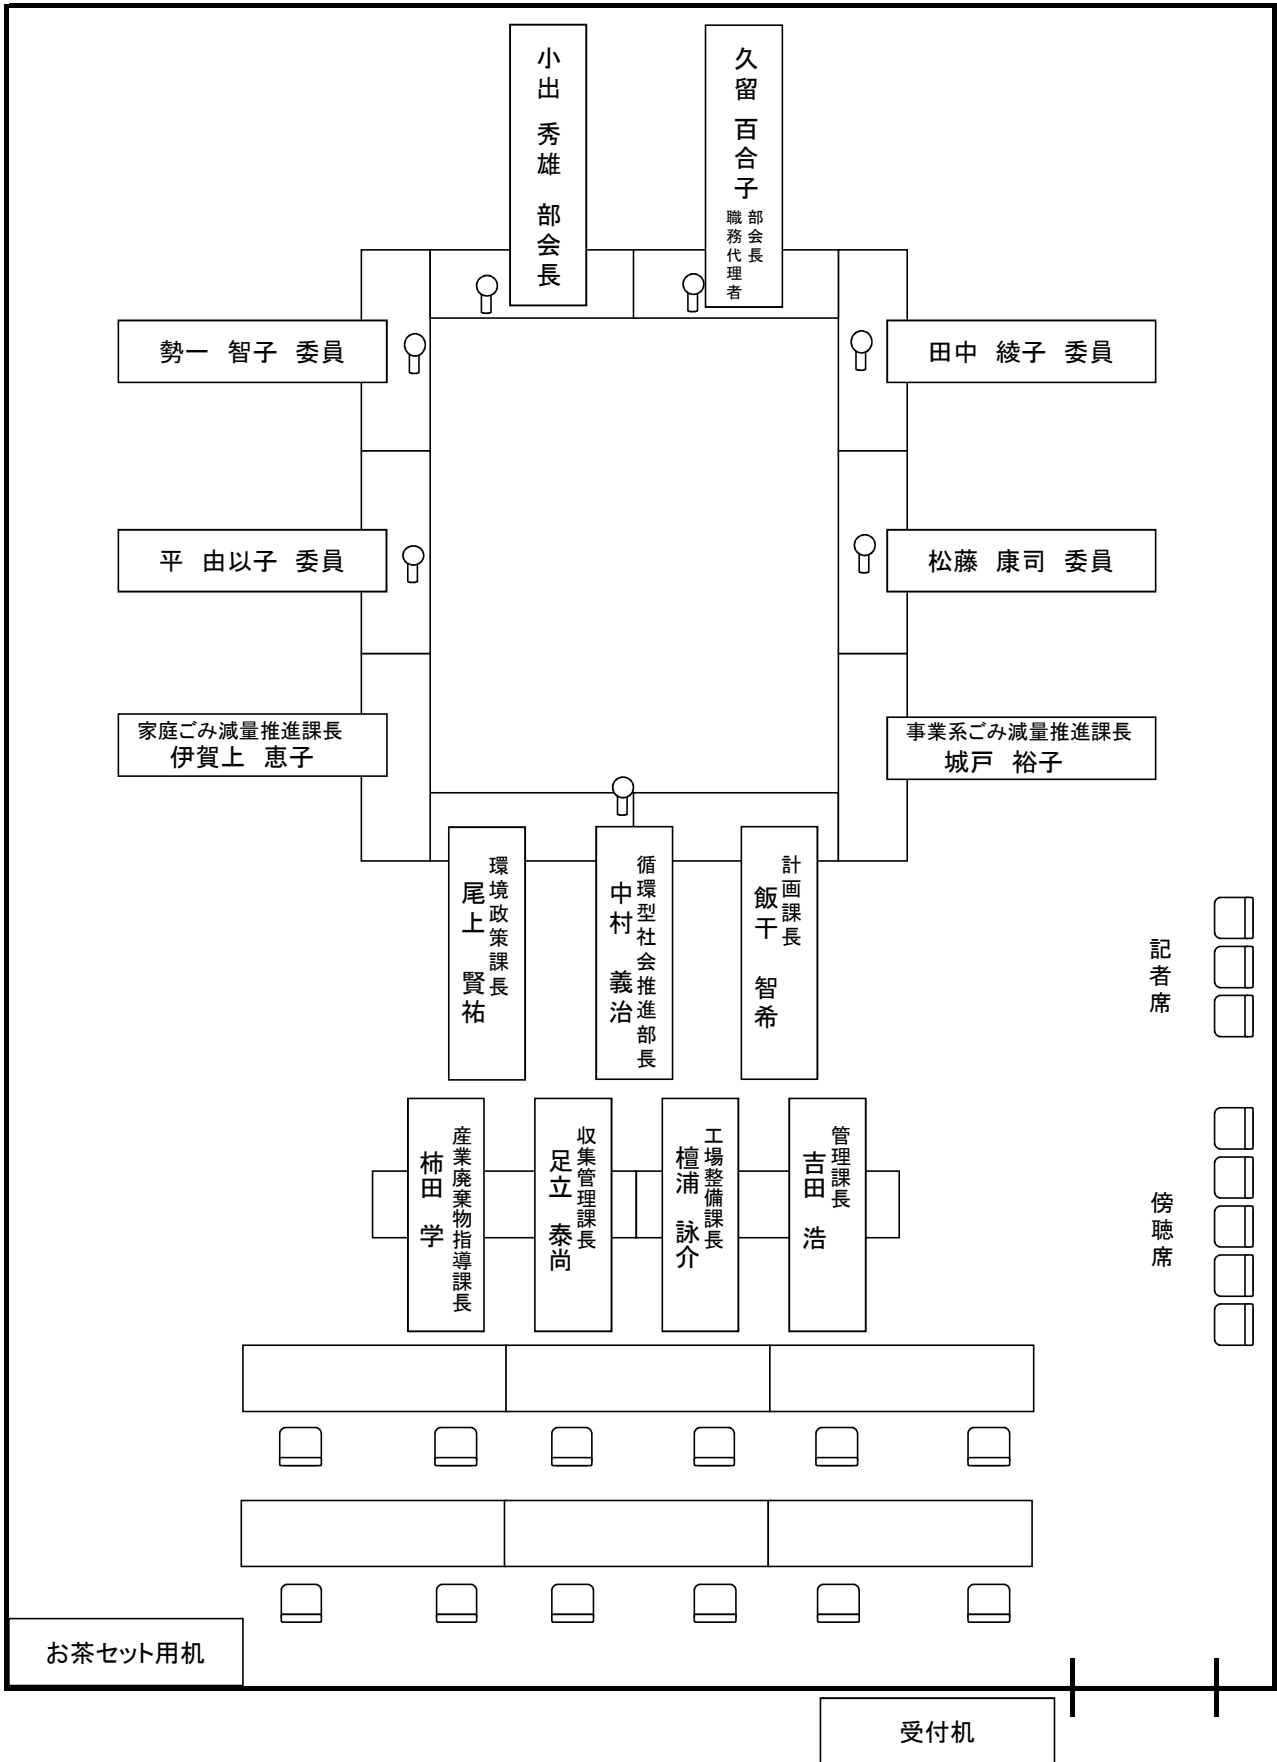 小出 秀雄 部会長
久留 百合子
部会長
職務代理者
勢一 智子 委員
田中 綾子 委員
平 由以子 委員
松藤 康司 委員
家庭ごみ減量推進課長
伊賀上 恵子
事業系ごみ減量推進課長
城戸 裕子
環境政策課長
尾上 賢祐
循環型社会推進部長
中村 義治
計画課長
飯干 智希
記者席
産業廃棄物指導課長
柿田 学
収集管理課長
足立 泰尚
工場整備課長
檀浦 詠介
管理課長
吉田 浩
傍聴席
お茶セット用机
受付机